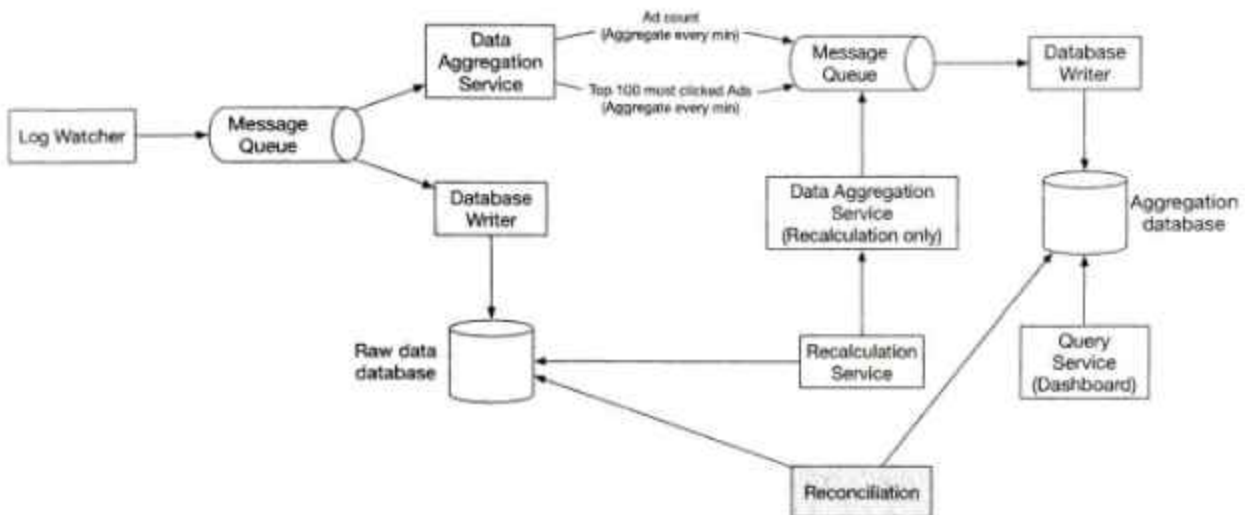 Ad count
(Aggregate every min)
Data
Aggregation
Service
Message
Queue
Database
Writer
Top 100 most clicked Ads
(Aggregate every min)
Log Watcher
Message
Queue
Database
Writer
Data Aggregation
Service
(Recalculation only)
Aggregation
database
Raw data
database
Recalculation
Service
Query
Service
(Dashboard)
Reconciliation